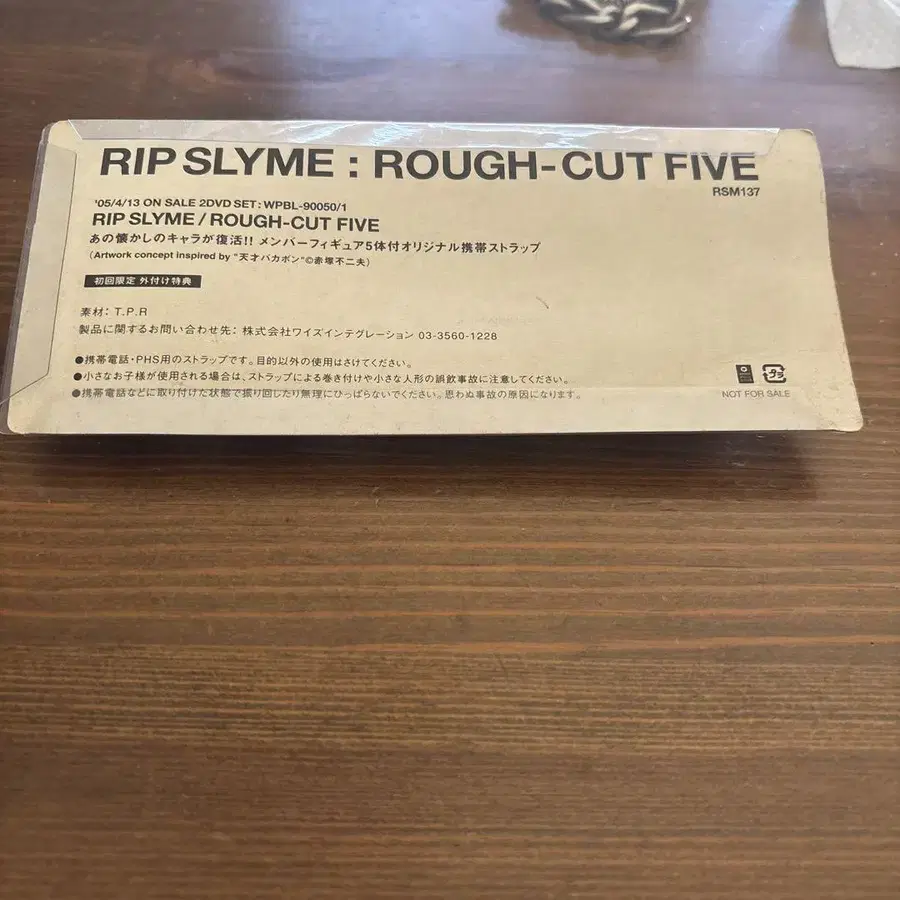 RIP SLYME : ROUGH-CUT FIVE
RSM137
'05/4/13 ON SALE 2DVD SET: WPBL-90050/1
RIP SLYME / ROUGH-CUT FIVE
あの懐かしのキャラが復活!! メンバーフィギュア5体付オリジナル携帯ストラップ
(Artwork concept inspired by "天才バカボン"©赤塚不二夫)
初回限定 外付け特典
素材: T.P.R
製品に関するお問い合わせ先: 株式会社ワイズインテグレーション 03-3560-1228
●携帯電話・PHS用のストラップです。目的以外の使用はさけてください。
●小さなお子様が使用される場合は、ストラップによる巻き付けや小さな人形の誤飲事故に注意してください。
●携帯電話などに取り付けた状態で振り回したり無理にひっぱらないでください。思わぬ事故の原因になります。
プラ
NOT FOR SALE